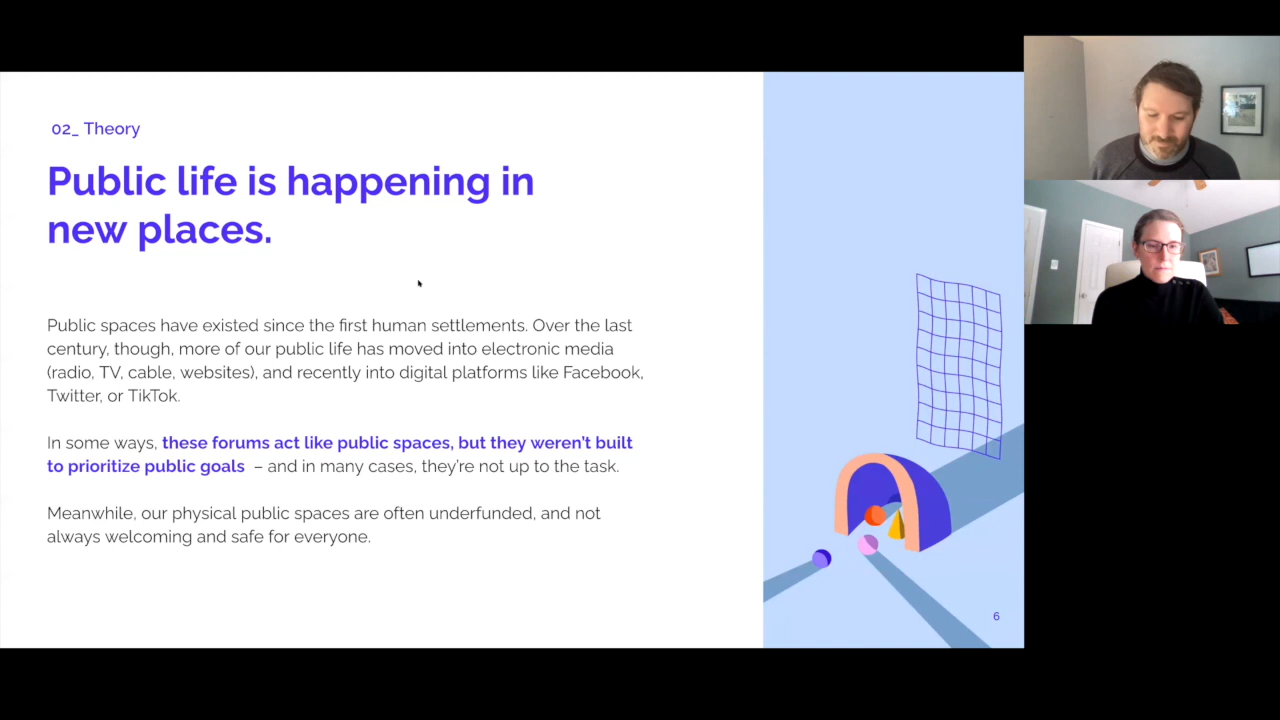 02_ Theory
Public life is happening in
new places.
Public spaces have existed since the first human settlements. Over the last
century, though, more of our public life has moved into electronic media
(radio, TV, cable, websites), and recently into digital platforms like Facebook,
Twitter, or TikTok.
In some ways, these forums act like public spaces, but they weren’t built
to prioritize public goals – and in many cases, they’re not up to the task.
Meanwhile, our physical public spaces are often underfunded, and not
always welcoming and safe for everyone.
6